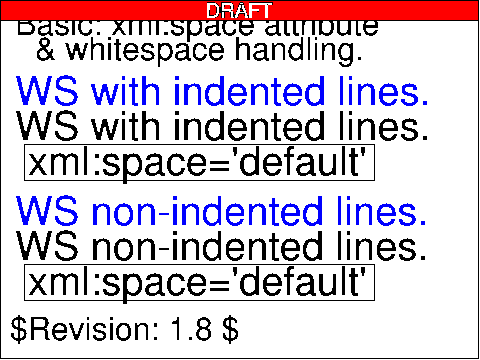 DRAFT
Basic: xml:space attribute
& whitespace handling.
WS with indented lines.
WS with indented lines.
xml:space='default'
WS non-indented lines.
WS non-indented lines.
xml:space='default'
$Revision: 1.8 $